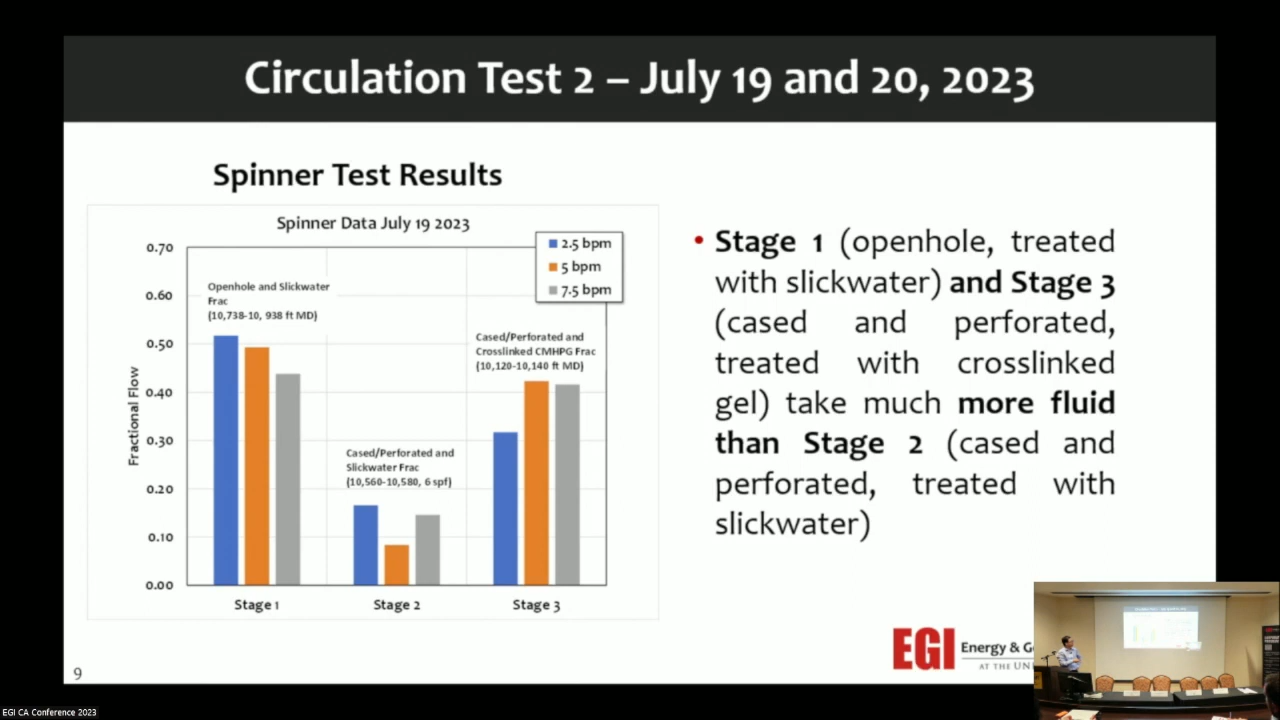 Circulation Test 2 – July 19 and 20, 2023
Spinner Test Results
Spinner Data July 19 2023
2.5 bpm
5 bpm
7.5 bpm
0.70
0.60
0.50
0.40
0.30
0.20
0.10
0.00
Fractional Flow
Openhole and Slickwater
Frac
(10,738-10, 938 ft MD)
Cased/Perforated and
Slickwater Frac
(10,560-10,580, 6 spf)
Cased/Perforated and
Crosslinked CMHPG Frac
(10,120-10,140 ft MD)
Stage 1
Stage 2
Stage 3
• Stage 1 (openhole, treated
with slickwater) and Stage 3
(cased and perforated,
treated with crosslinked
gel) take much more fluid
than Stage 2 (cased and
perforated, treated with
slickwater)
EGI
Energy & G
AT THE UN
9
EGI CA Conference 2023